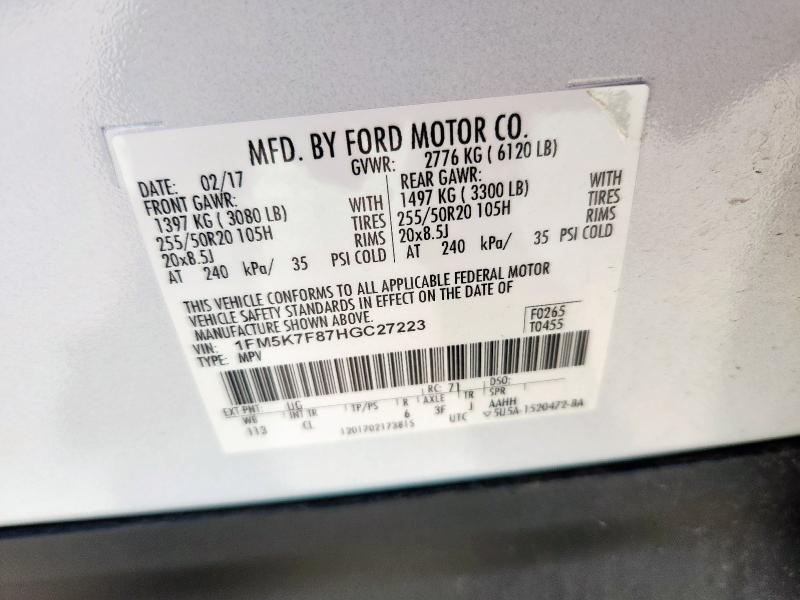 MFD. BY FORD MOTOR CO.
DATE: 02/17
GVWR: 2776 KG ( 6120 LB)
FRONT GAWR:
1397 KG ( 3080 LB) WITH
255/50R20 105H TIRES
20x8.5J RIMS
AT 240 kPa/ 35 PSI COLD
REAR GAWR:
1497 KG ( 3300 LB) WITH
255/50R20 105H TIRES
20x8.5J RIMS
AT 240 kPa/ 35 PSI COLD
THIS VEHICLE CONFORMS TO ALL APPLICABLE FEDERAL MOTOR
VEHICLE SAFETY STANDARDS IN EFFECT ON THE DATE OF
MANUFACTURE SHOWN ABOVE.
VIN: 1FM5K7F87HGC27223
TYPE: MPV
F0265
T0455
EXT PNT: UG RC: 71 DSO:
WB INT TR TP/PS R AXLE TR SPR
113 CL 6 3F J AAHH
1201702173815 UTC ▽5U5A-1520472-BA